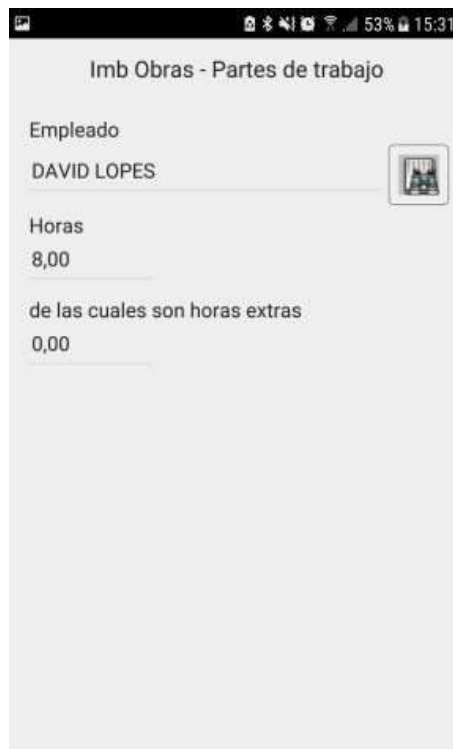 53% 15:31
Imb Obras - Partes de trabajo
Empleado
DAVID LOPES
Horas
8,00
de las cuales son horas extras
0,00